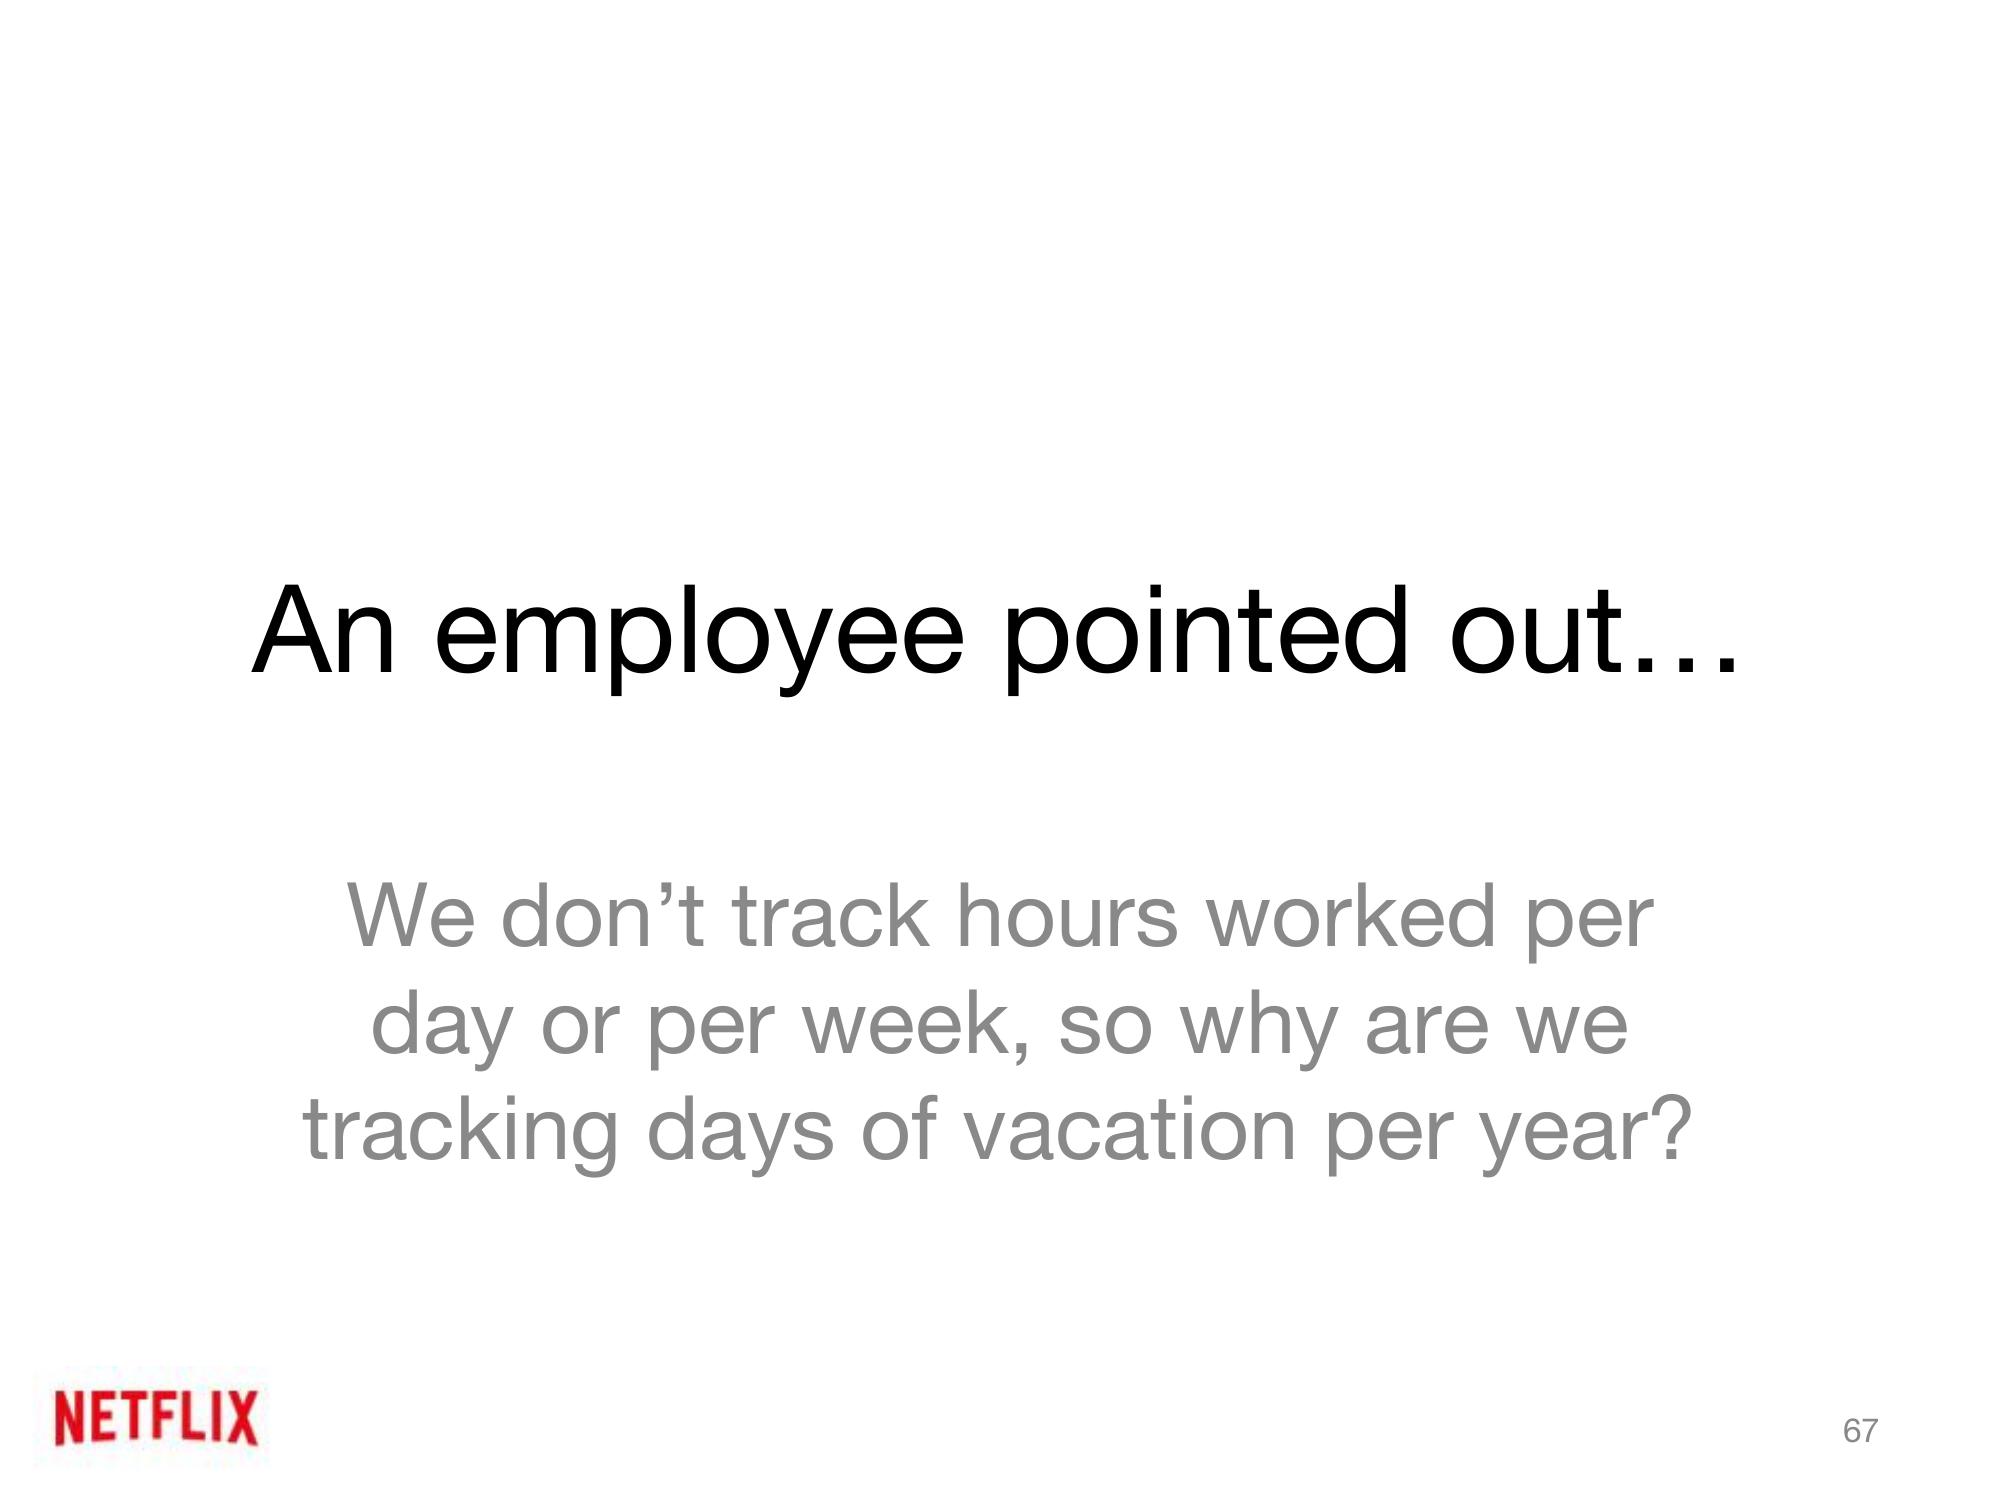 An employee pointed out…
We don’t track hours worked per
day or per week, so why are we
tracking days of vacation per year?
NETFLIX
67